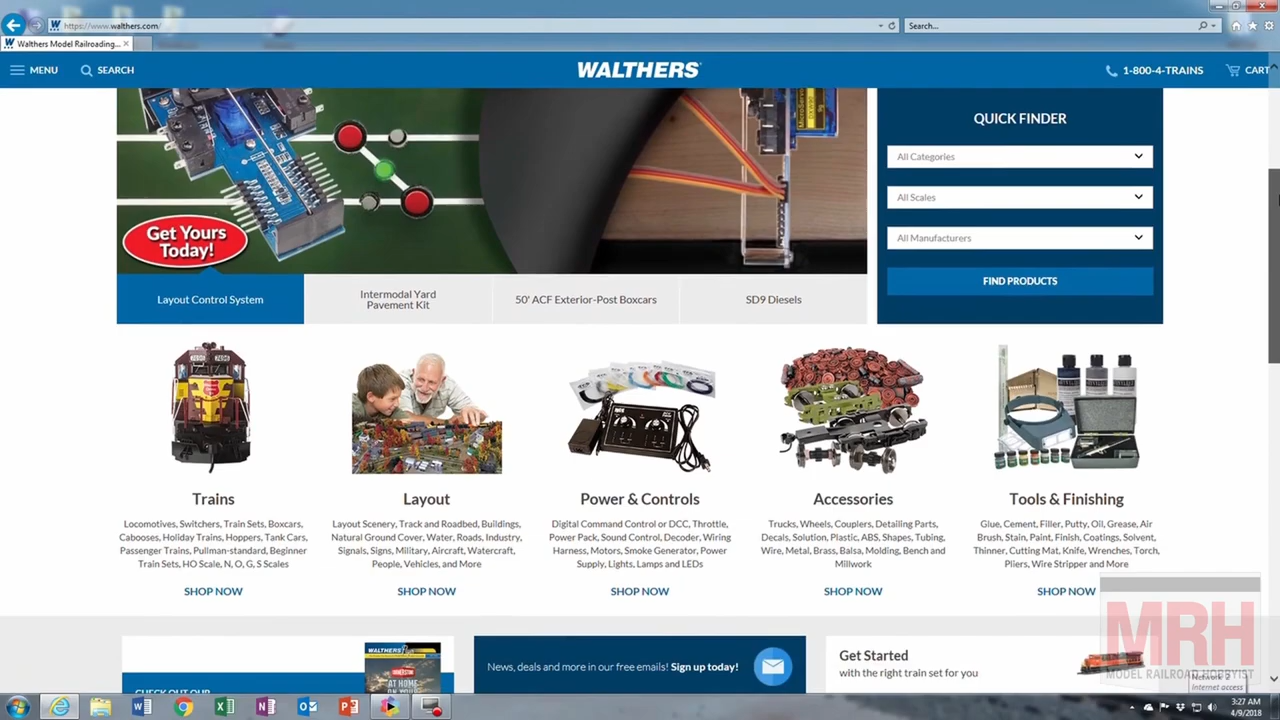 https://www.walthers.com/
Search...
Walthers Model Railroading...
MENU
SEARCH
WALTHERS
1-800-4-TRAINS
CART
Get Yours
Today!
QUICK FINDER
All Categories
All Scales
All Manufacturers
FIND PRODUCTS
Layout Control System
Intermodal Yard
Pavement Kit
50' ACF Exterior-Post Boxcars
SD9 Diesels
Trains
Locomotives, Switchers, Train Sets, Boxcars,
Cabooses, Holiday Trains, Hoppers, Tank Cars,
Passenger Trains, Pullman-standard, Beginner
Train Sets, HO Scale, N, O, G, S Scales
SHOP NOW
Layout
Layout Scenery, Track and Roadbed, Buildings,
Natural Ground Cover, Water, Roads, Industry,
Signals, Signs, Military, Aircraft, Watercraft,
People, Vehicles, and More
SHOP NOW
Power & Controls
Digital Command Control or DCC, Throttle,
Power Pack, Sound Control, Decoder, Wiring
Harness, Motors, Smoke Generator, Power
Supply, Lights, Lamps and LEDs
SHOP NOW
Accessories
Trucks, Wheels, Couplers, Detailing Parts,
Decals, Solution, Plastic, ABS, Shapes, Tubing,
Wire, Metal, Brass, Balsa, Molding, Bench and
Millwork
SHOP NOW
Tools & Finishing
Glue, Cement, Filler, Putty, Oil, Grease, Air
Brush, Stain, Paint, Finish, Coatings, Solvent,
Thinner, Cutting Mat, Knife, Wrenches, Torch,
Pliers, Wire Stripper and More
SHOP NOW
CHECK OUT OUR
WALTHERS
AT HOME
News, deals and more in our free emails! Sign up today!
Get Started
with the right train set for you
MRH
MODEL RAILROAD HOBBYIST
Network 2
Internet access
3:27 AM
4/9/2018